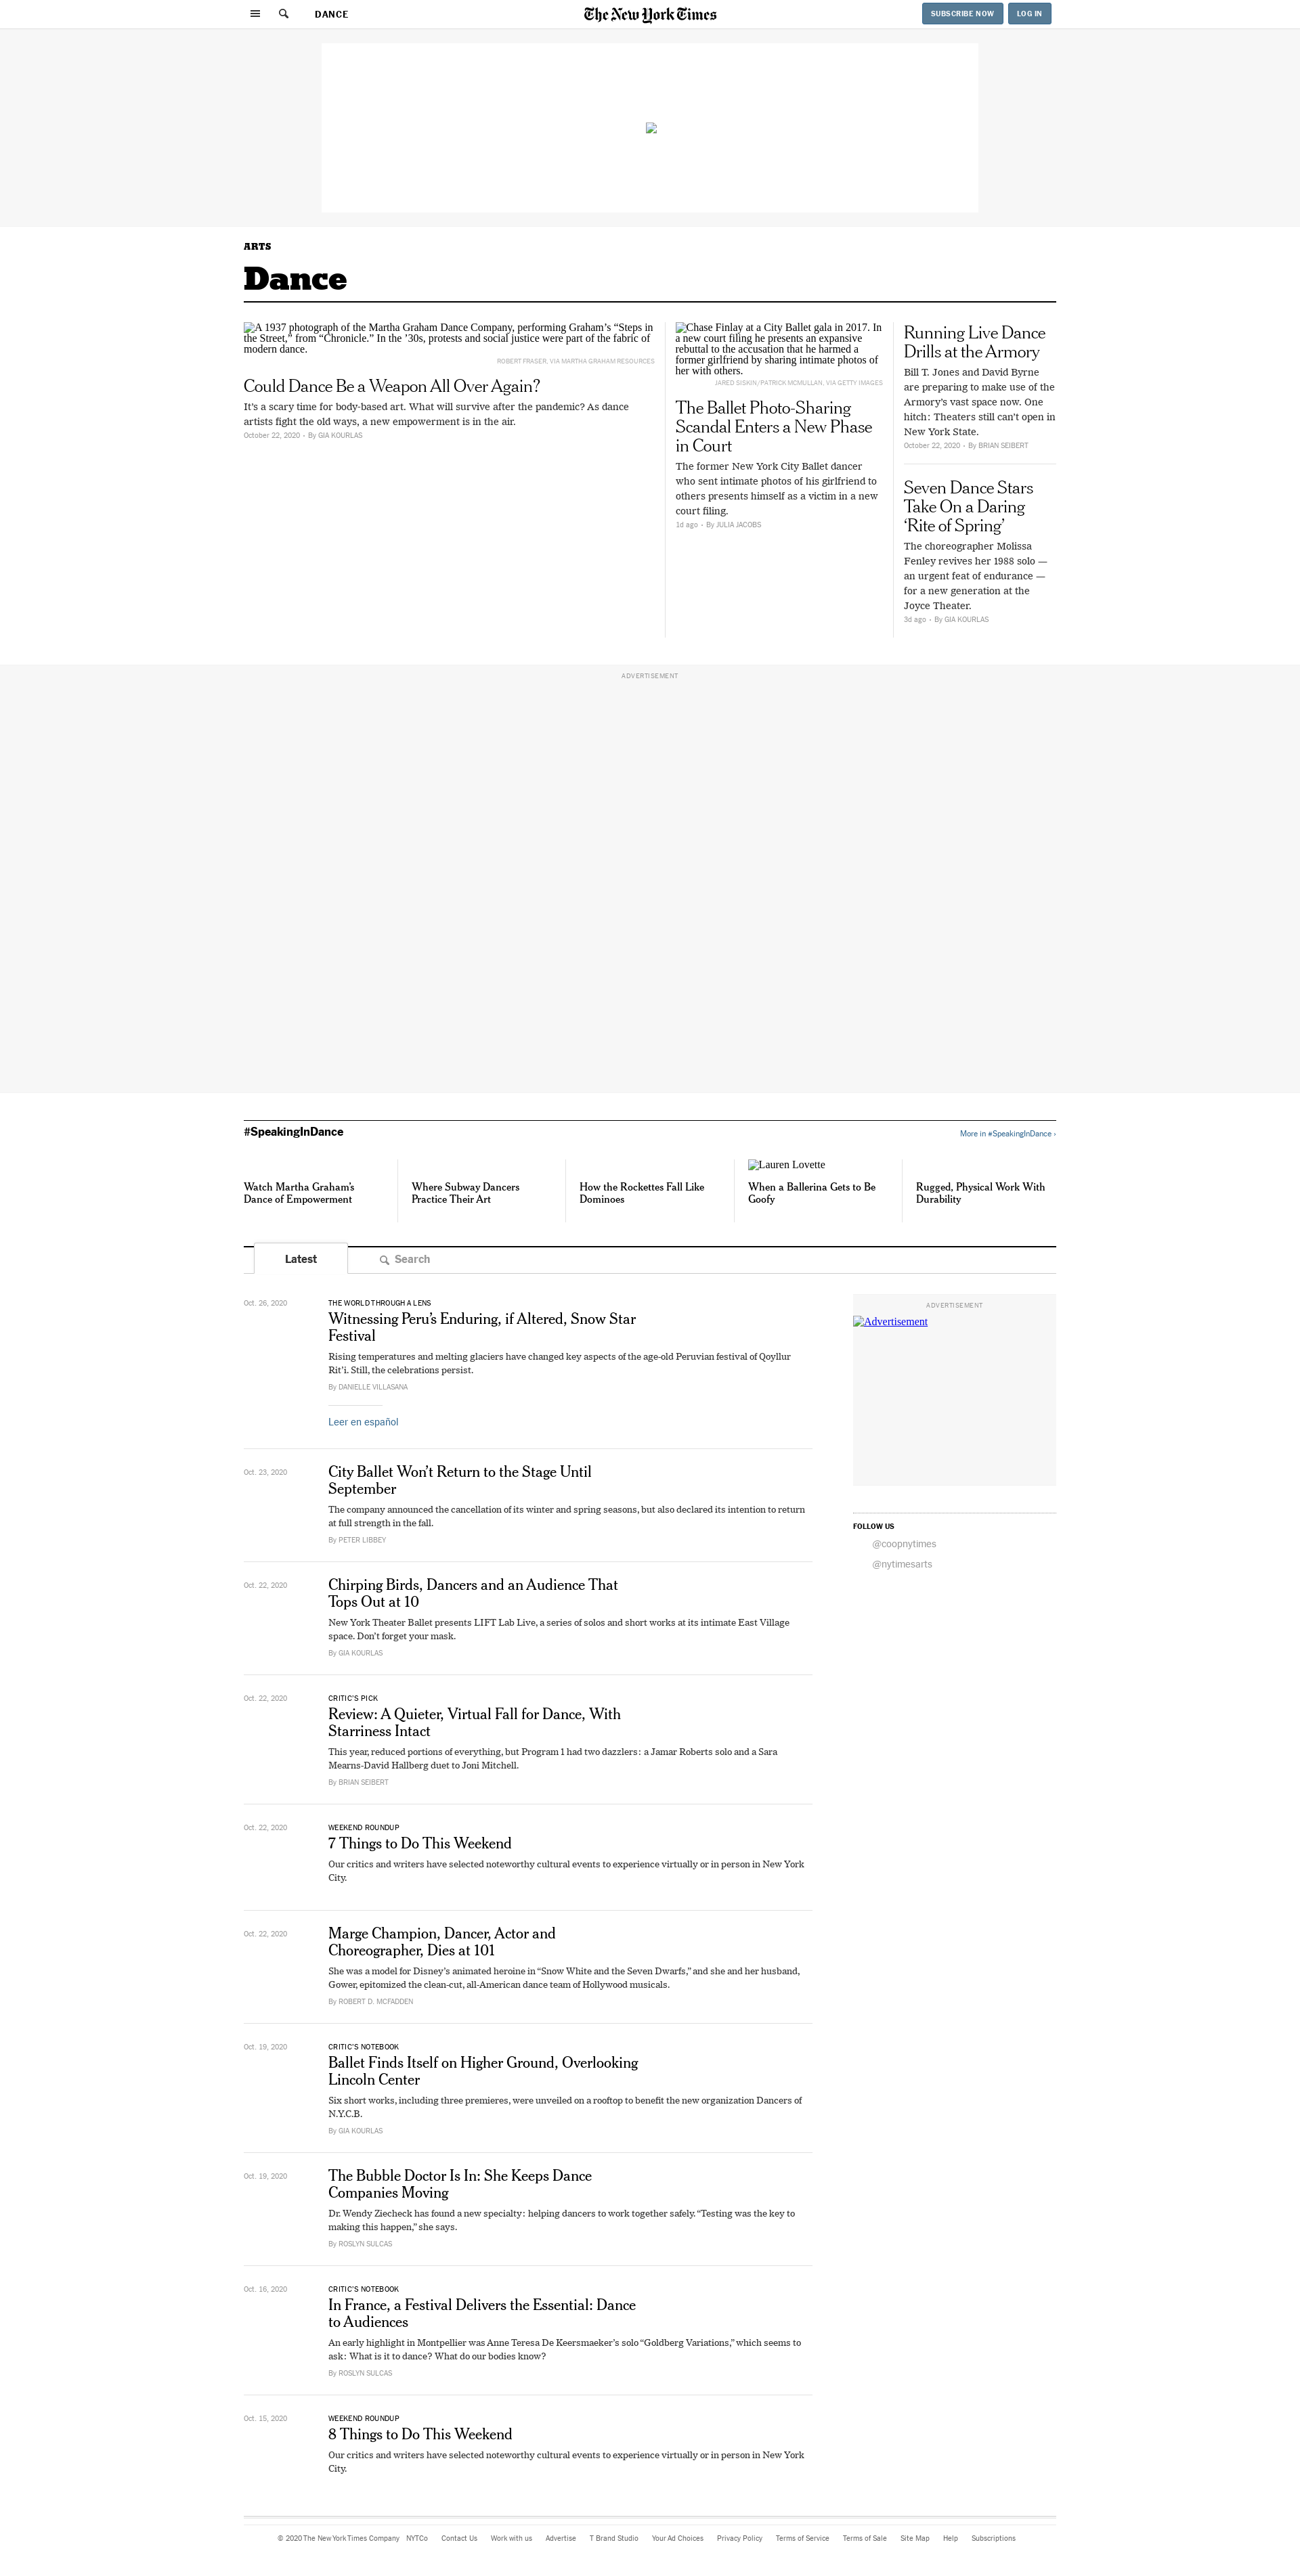 DANCE
The New York Times
SUBSCRIBE NOW
LOG IN
ARTS
Dance
A 1937 photograph of the Martha Graham Dance Company, performing Graham’s “Steps in
the Street,” from “Chronicle.” In the ’30s, protests and social justice were part of the fabric of
modern dance.
ROBERT FRASER, VIA MARTHA GRAHAM RESOURCES
Could Dance Be a Weapon All Over Again?
It’s a scary time for body-based art. What will survive after the pandemic? As dance
artists fight the old ways, a new empowerment is in the air.
October 22, 2020 • By GIA KOURLAS
Chase Finlay at a City Ballet gala in 2017. In
a new court filing he presents an expansive
rebuttal to the accusation that he harmed a
former girlfriend by sharing intimate photos of
her with others.
JARED SISKIN/PATRICK MCMULLAN, VIA GETTY IMAGES
The Ballet Photo-Sharing
Scandal Enters a New Phase
in Court
The former New York City Ballet dancer
who sent intimate photos of his girlfriend to
others presents himself as a victim in a new
court filing.
1d ago • By JULIA JACOBS
Running Live Dance
Drills at the Armory
Bill T. Jones and David Byrne
are preparing to make use of the
Armory’s vast space now. One
hitch: Theaters still can’t open in
New York State.
October 22, 2020 • By BRIAN SEIBERT
Seven Dance Stars
Take On a Daring
‘Rite of Spring’
The choreographer Molissa
Fenley revives her 1988 solo —
an urgent feat of endurance —
for a new generation at the
Joyce Theater.
3d ago • By GIA KOURLAS
ADVERTISEMENT
#SpeakingInDance
More in #SpeakingInDance ›
Watch Martha Graham’s
Dance of Empowerment
Where Subway Dancers
Practice Their Art
How the Rockettes Fall Like
Dominoes
Lauren Lovette
When a Ballerina Gets to Be
Goofy
Rugged, Physical Work With
Durability
Latest
Search
Oct. 26, 2020
THE WORLD THROUGH A LENS
Witnessing Peru’s Enduring, if Altered, Snow Star
Festival
Rising temperatures and melting glaciers have changed key aspects of the age-old Peruvian festival of Qoyllur
Rit’i. Still, the celebrations persist.
By DANIELLE VILLASANA
Leer en español
ADVERTISEMENT
Advertisement
FOLLOW US
@coopnytimes
@nytimesarts
Oct. 23, 2020
City Ballet Won’t Return to the Stage Until
September
The company announced the cancellation of its winter and spring seasons, but also declared its intention to return
at full strength in the fall.
By PETER LIBBEY
Oct. 22, 2020
Chirping Birds, Dancers and an Audience That
Tops Out at 10
New York Theater Ballet presents LIFT Lab Live, a series of solos and short works at its intimate East Village
space. Don’t forget your mask.
By GIA KOURLAS
Oct. 22, 2020
CRITIC’S PICK
Review: A Quieter, Virtual Fall for Dance, With
Starriness Intact
This year, reduced portions of everything, but Program 1 had two dazzlers: a Jamar Roberts solo and a Sara
Mearns-David Hallberg duet to Joni Mitchell.
By BRIAN SEIBERT
Oct. 22, 2020
WEEKEND ROUNDUP
7 Things to Do This Weekend
Our critics and writers have selected noteworthy cultural events to experience virtually or in person in New York
City.
Oct. 22, 2020
Marge Champion, Dancer, Actor and
Choreographer, Dies at 101
She was a model for Disney’s animated heroine in “Snow White and the Seven Dwarfs,” and she and her husband,
Gower, epitomized the clean-cut, all-American dance team of Hollywood musicals.
By ROBERT D. MCFADDEN
Oct. 19, 2020
CRITIC’S NOTEBOOK
Ballet Finds Itself on Higher Ground, Overlooking
Lincoln Center
Six short works, including three premieres, were unveiled on a rooftop to benefit the new organization Dancers of
N.Y.C.B.
By GIA KOURLAS
Oct. 19, 2020
The Bubble Doctor Is In: She Keeps Dance
Companies Moving
Dr. Wendy Ziecheck has found a new specialty: helping dancers to work together safely. “Testing was the key to
making this happen,” she says.
By ROSLYN SULCAS
Oct. 16, 2020
CRITIC’S NOTEBOOK
In France, a Festival Delivers the Essential: Dance
to Audiences
An early highlight in Montpellier was Anne Teresa De Keersmaeker’s solo “Goldberg Variations,” which seems to
ask: What is it to dance? What do our bodies know?
By ROSLYN SULCAS
Oct. 15, 2020
WEEKEND ROUNDUP
8 Things to Do This Weekend
Our critics and writers have selected noteworthy cultural events to experience virtually or in person in New York
City.
© 2020 The New York Times Company NYTCo Contact Us Work with us Advertise T Brand Studio Your Ad Choices Privacy Policy Terms of Service Terms of Sale Site Map Help Subscriptions